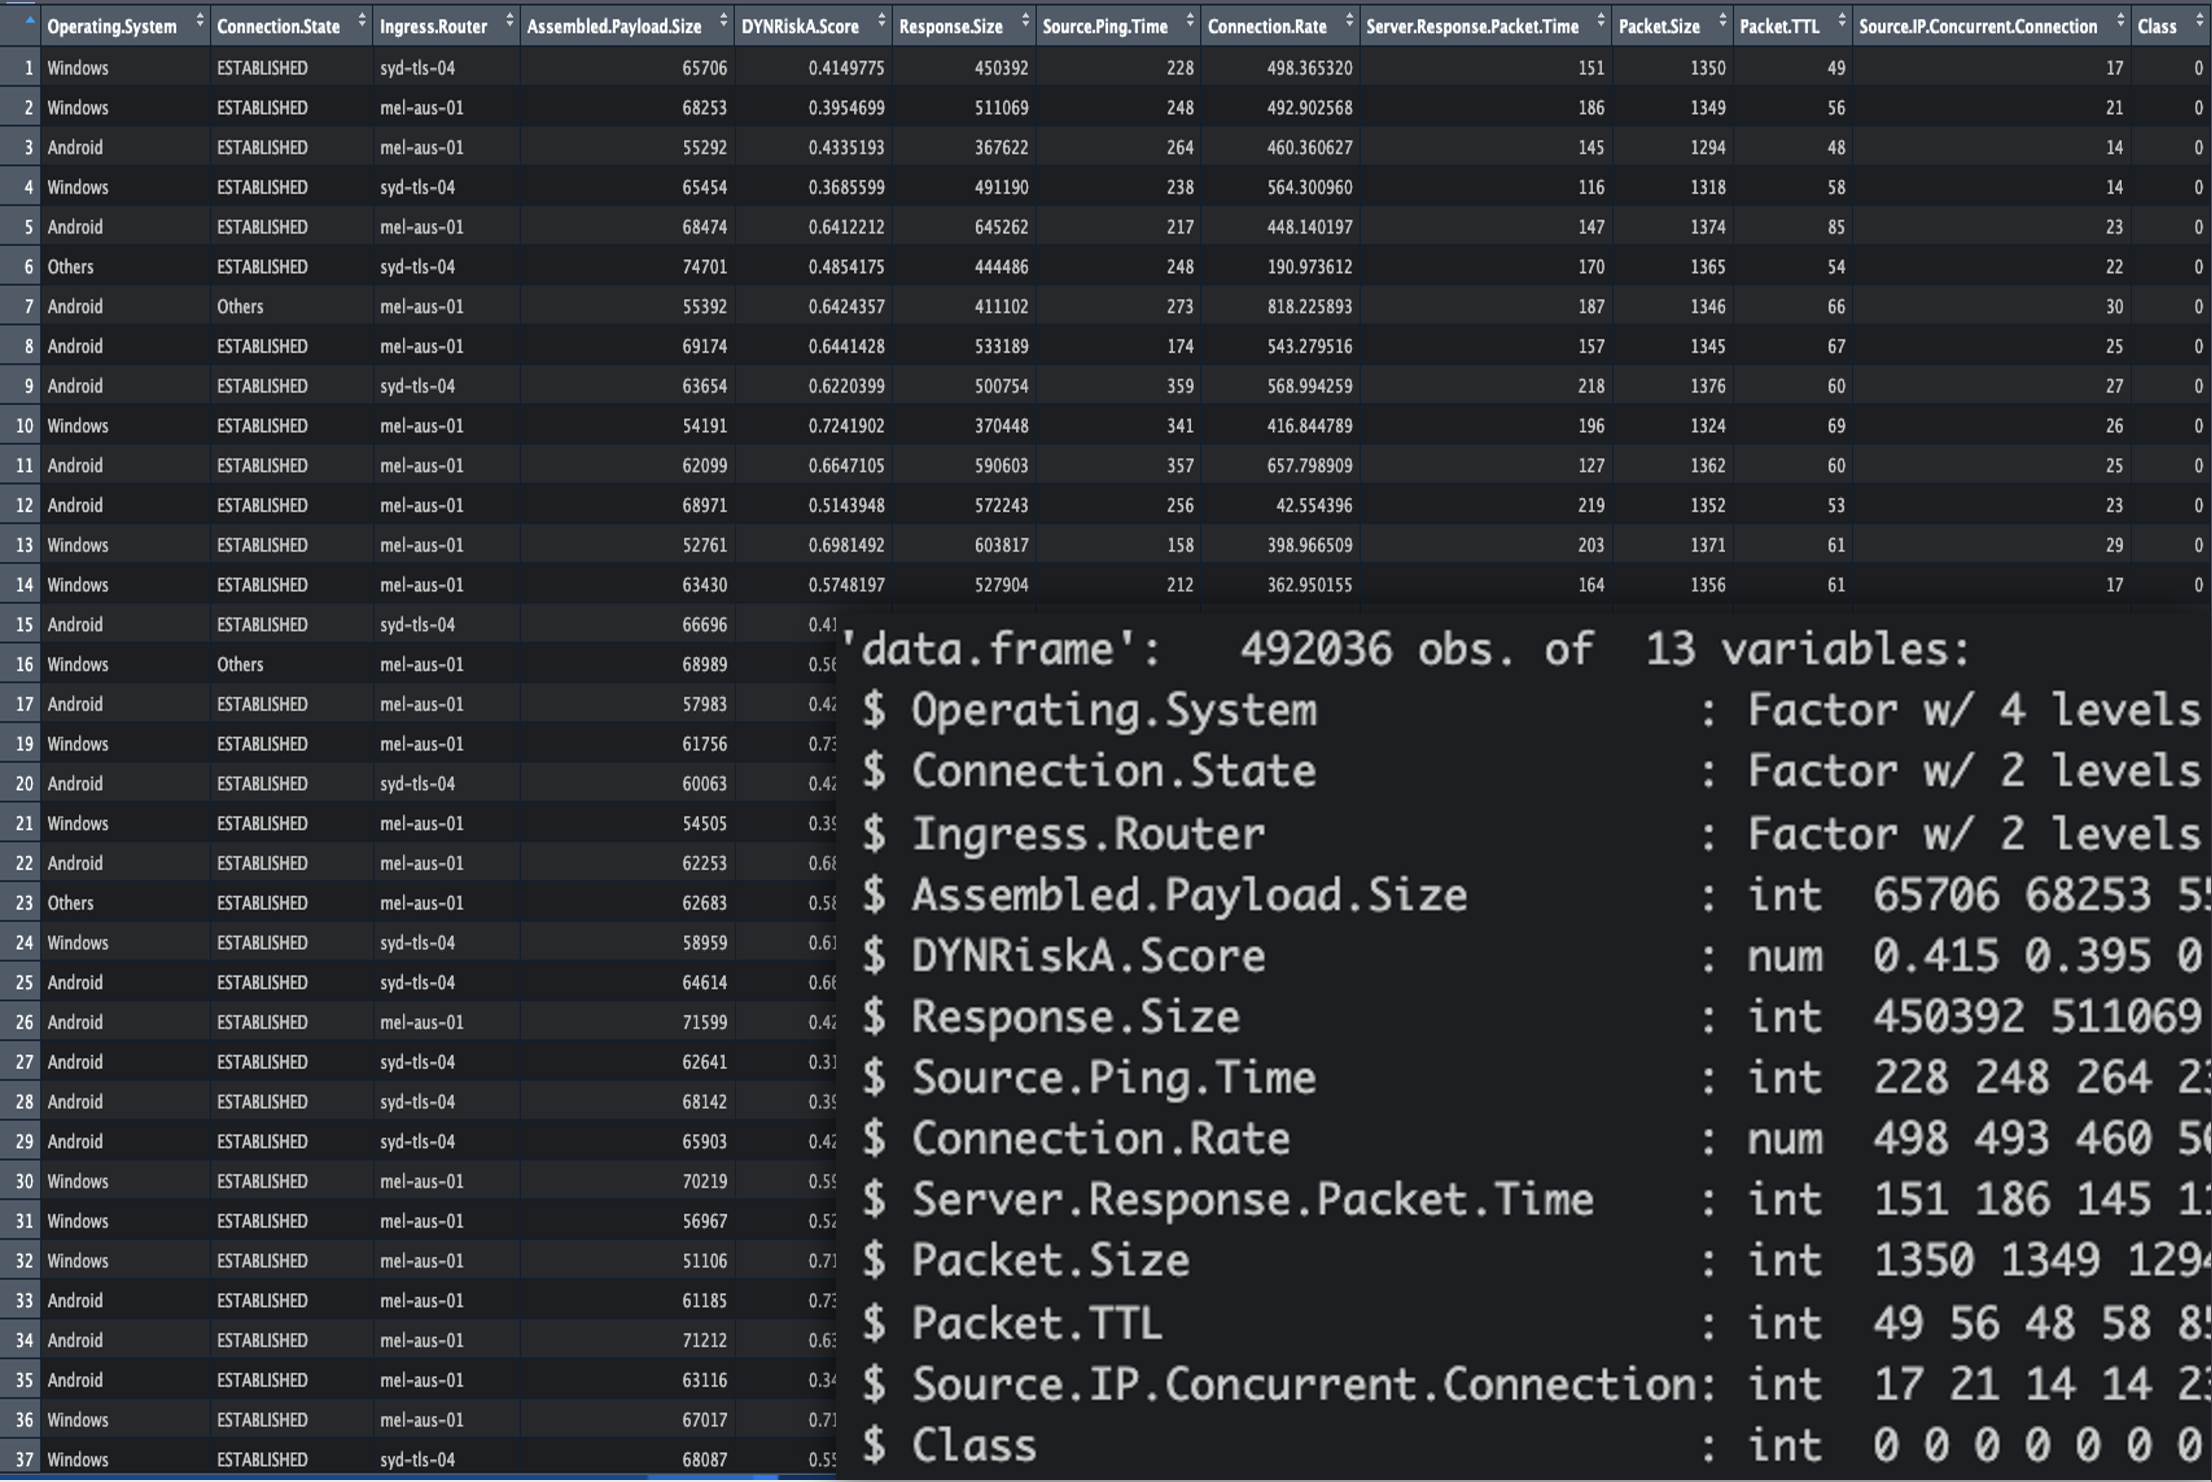 Operating.System Connection.State Ingress.Router Assembled.Payload.Size DYNRiskA.Score Response.Size Source.Ping.Time Connection.Rate Server.Response.Packet.Time Packet.Size Packet.TTL Source.IP.Concurrent.Connection Class
1 Windows ESTABLISHED syd-tls-04 65706 0.4149775 450392 228 498.365320 151 1350 49 17 0
2 Windows ESTABLISHED mel-aus-01 68253 0.3954699 511069 248 492.902568 186 1349 56 21 0
3 Android ESTABLISHED mel-aus-01 55292 0.4335193 367622 264 460.360627 145 1294 48 14 0
4 Windows ESTABLISHED syd-tls-04 65454 0.3685599 491190 238 564.300960 116 1318 58 14 0
5 Android ESTABLISHED mel-aus-01 68474 0.6412212 645262 217 448.140197 147 1374 85 23 0
6 Others ESTABLISHED syd-tls-04 74701 0.4854175 444486 248 190.973612 170 1365 54 22 0
7 Android Others mel-aus-01 55392 0.6424357 411102 273 818.225893 187 1346 66 30 0
8 Android ESTABLISHED mel-aus-01 69174 0.6441428 533189 174 543.279516 157 1345 67 25 0
9 Android ESTABLISHED syd-tls-04 63654 0.6220399 500754 359 568.994259 218 1376 60 27 0
10 Windows ESTABLISHED mel-aus-01 54191 0.7241902 370448 341 416.844789 196 1324 69 26 0
11 Android ESTABLISHED mel-aus-01 62099 0.6647105 590603 357 657.798909 127 1362 60 25 0
12 Android ESTABLISHED mel-aus-01 68971 0.5143948 572243 256 42.554396 219 1352 53 23 0
13 Windows ESTABLISHED mel-aus-01 52761 0.6981492 603817 158 398.966509 203 1371 61 29 0
14 Windows ESTABLISHED mel-aus-01 63430 0.5748197 527904 212 362.950155 164 1356 61 17 0
15 Android ESTABLISHED syd-tls-04 66696 0.41
16 Windows Others mel-aus-01 68989 0.56
17 Android ESTABLISHED mel-aus-01 57983 0.42
19 Windows ESTABLISHED mel-aus-01 61756 0.73
20 Android ESTABLISHED syd-tls-04 60063 0.42
21 Windows ESTABLISHED mel-aus-01 54505 0.39
22 Android ESTABLISHED mel-aus-01 62253 0.68
23 Others ESTABLISHED mel-aus-01 62683 0.58
24 Windows ESTABLISHED syd-tls-04 58959 0.61
25 Android ESTABLISHED syd-tls-04 64614 0.66
26 Android ESTABLISHED mel-aus-01 71599 0.42
27 Android ESTABLISHED syd-tls-04 62641 0.31
28 Android ESTABLISHED syd-tls-04 68142 0.39
29 Android ESTABLISHED syd-tls-04 65903 0.42
30 Windows ESTABLISHED mel-aus-01 70219 0.59
31 Windows ESTABLISHED mel-aus-01 56967 0.52
32 Windows ESTABLISHED mel-aus-01 51106 0.71
33 Android ESTABLISHED mel-aus-01 61185 0.73
34 Android ESTABLISHED mel-aus-01 71212 0.63
35 Android ESTABLISHED mel-aus-01 63116 0.34
36 Windows ESTABLISHED mel-aus-01 67017 0.71
37 Windows ESTABLISHED syd-tls-04 68087 0.55
'data.frame': 492036 obs. of 13 variables:
$ Operating.System : Factor w/ 4 levels
$ Connection.State : Factor w/ 2 levels
$ Ingress.Router : Factor w/ 2 levels
$ Assembled.Payload.Size : int 65706 68253 55
$ DYNRiskA.Score : num 0.415 0.395 0
$ Response.Size : int 450392 511069
$ Source.Ping.Time : int 228 248 264 23
$ Connection.Rate : num 498 493 460 56
$ Server.Response.Packet.Time : int 151 186 145 11
$ Packet.Size : int 1350 1349 1294
$ Packet.TTL : int 49 56 48 58 85
$ Source.IP.Concurrent.Connection: int 17 21 14 14 23
$ Class : int 0 0 0 0 0 0 0